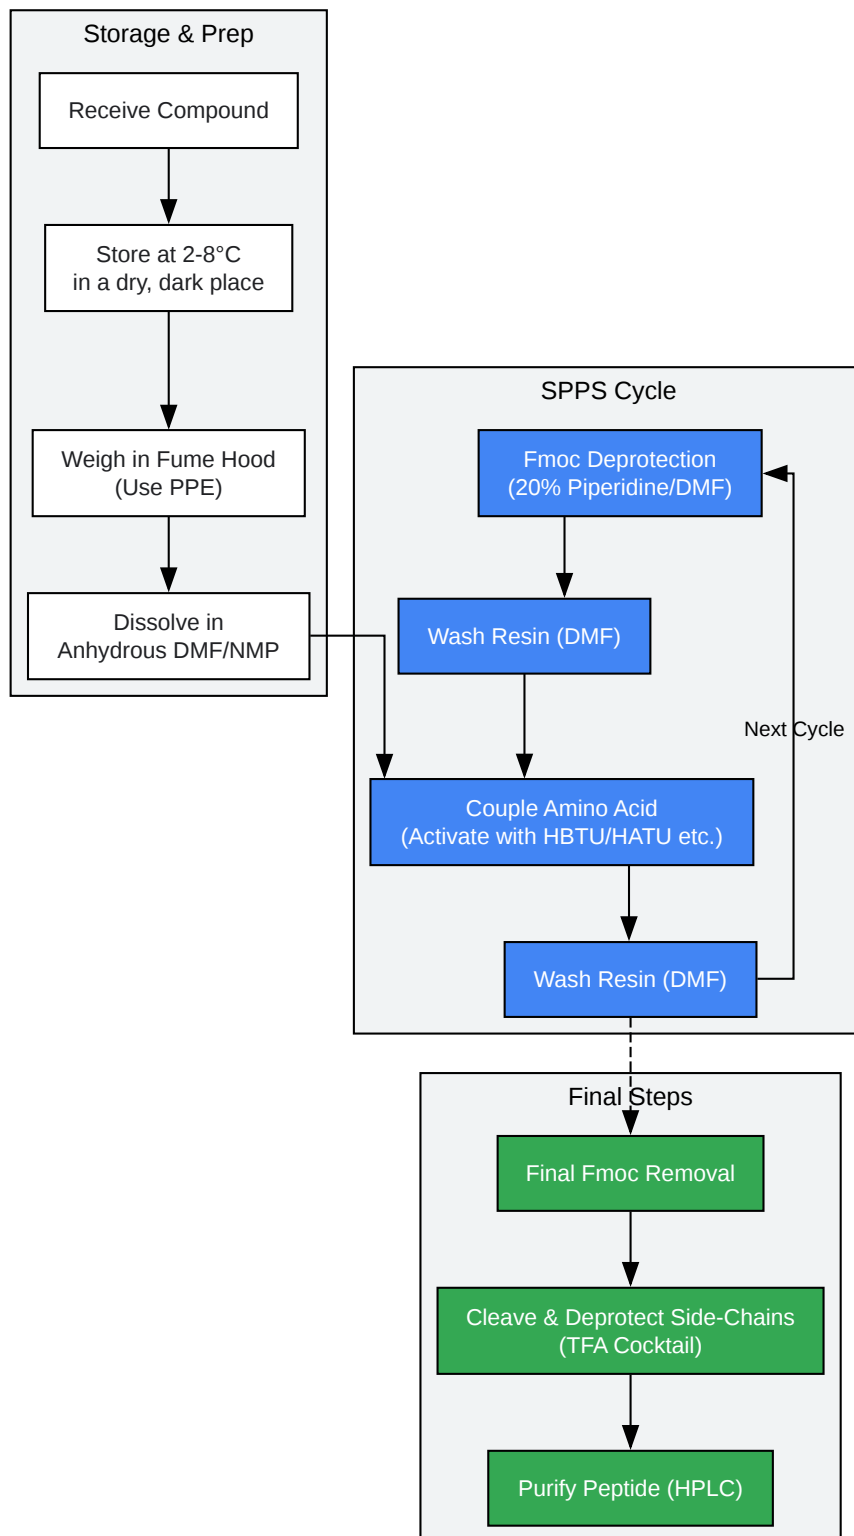 Storage & Prep
Receive Compound
Store at 2-8°C
in a dry, dark place
Weigh in Fume Hood
(Use PPE)
Dissolve in
Anhydrous DMF/NMP
SPPS Cycle
Fmoc Deprotection
(20% Piperidine/DMF)
Wash Resin (DMF)
Next Cycle
Couple Amino Acid
(Activate with HBTU/HATU etc.)
Wash Resin (DMF)
Final Steps
Final Fmoc Removal
Cleave & Deprotect Side-Chains
(TFA Cocktail)
Purify Peptide (HPLC)